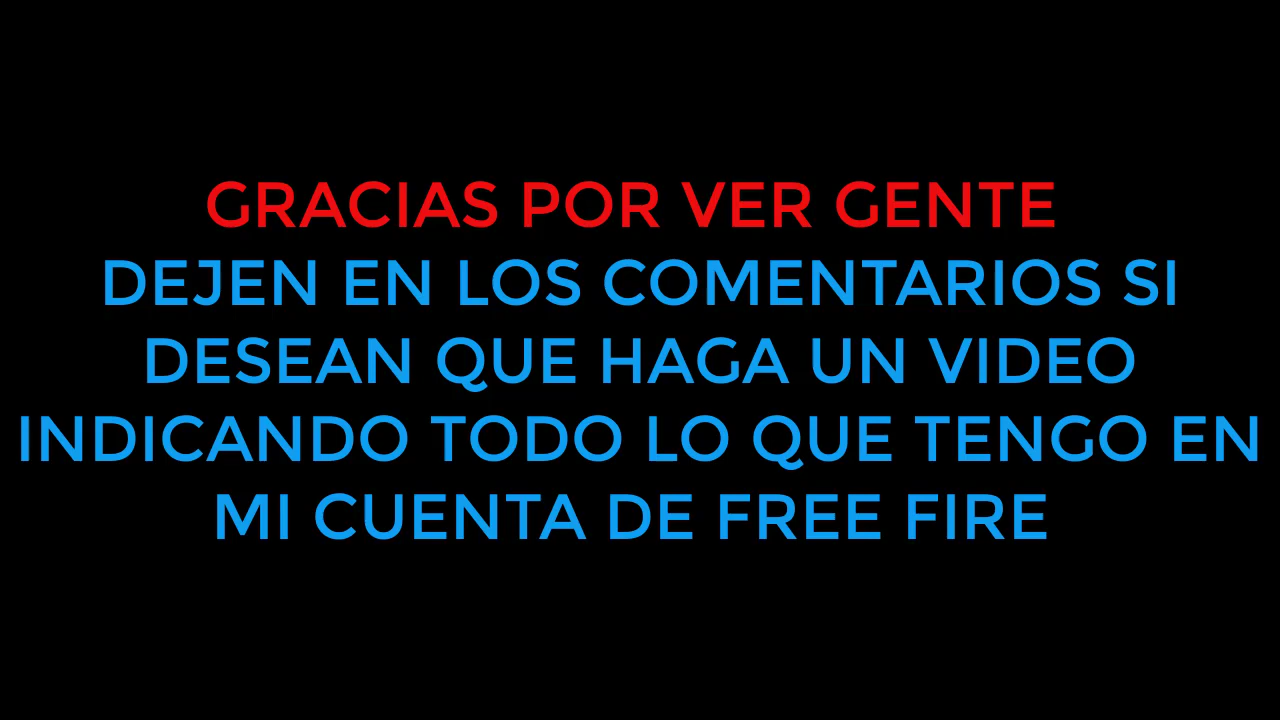 GRACIAS POR VER GENTE
DEJEN EN LOS COMENTARIOS SI
DESEAN QUE HAGA UN VIDEO
INDICANDO TODO LO QUE TENGO EN
MI CUENTA DE FREE FIRE